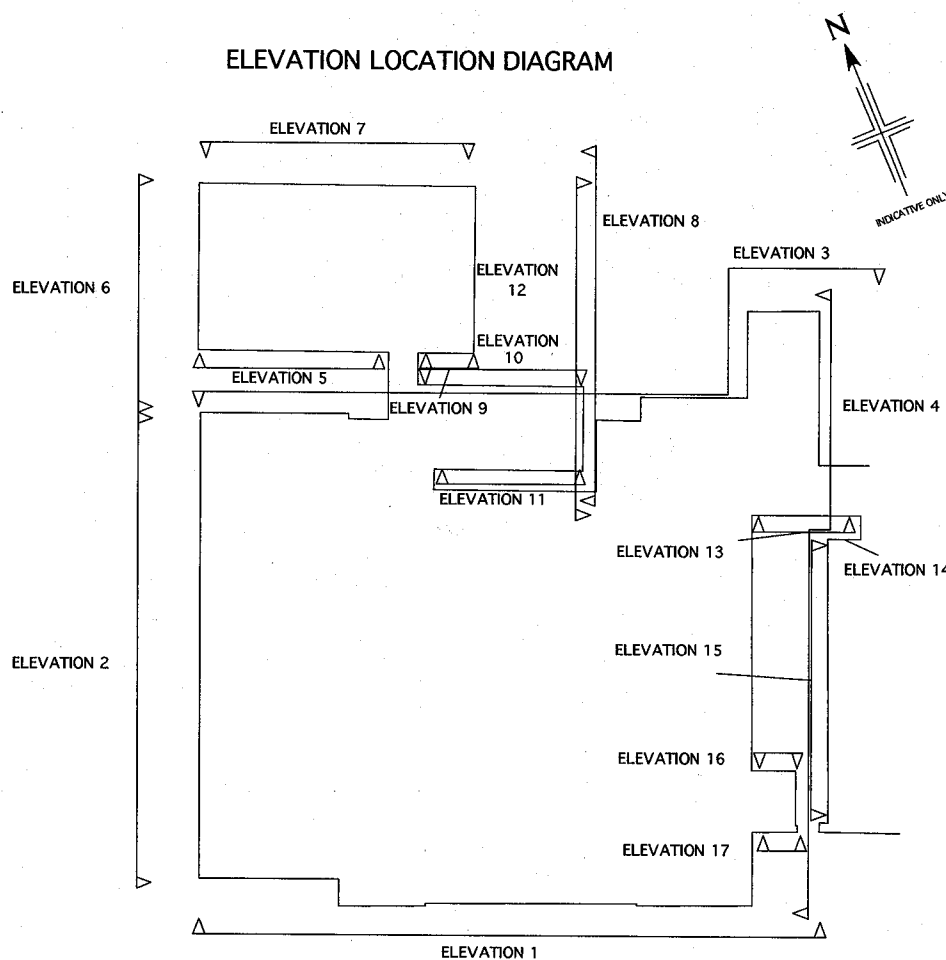 N
ELEVATION LOCATION DIAGRAM
ELEVATION 7
INDICATIVE ONLY
ELEVATION 8
ELEVATION 3
ELEVATION
12
ELEVATION 6
ELEVATION
10
ELEVATION 5
ELEVATION 9
ELEVATION 4
ELEVATION 11
ELEVATION 13
ELEVATION 14
ELEVATION 15
ELEVATION 2
ELEVATION 16
ELEVATION 17
ELEVATION 1